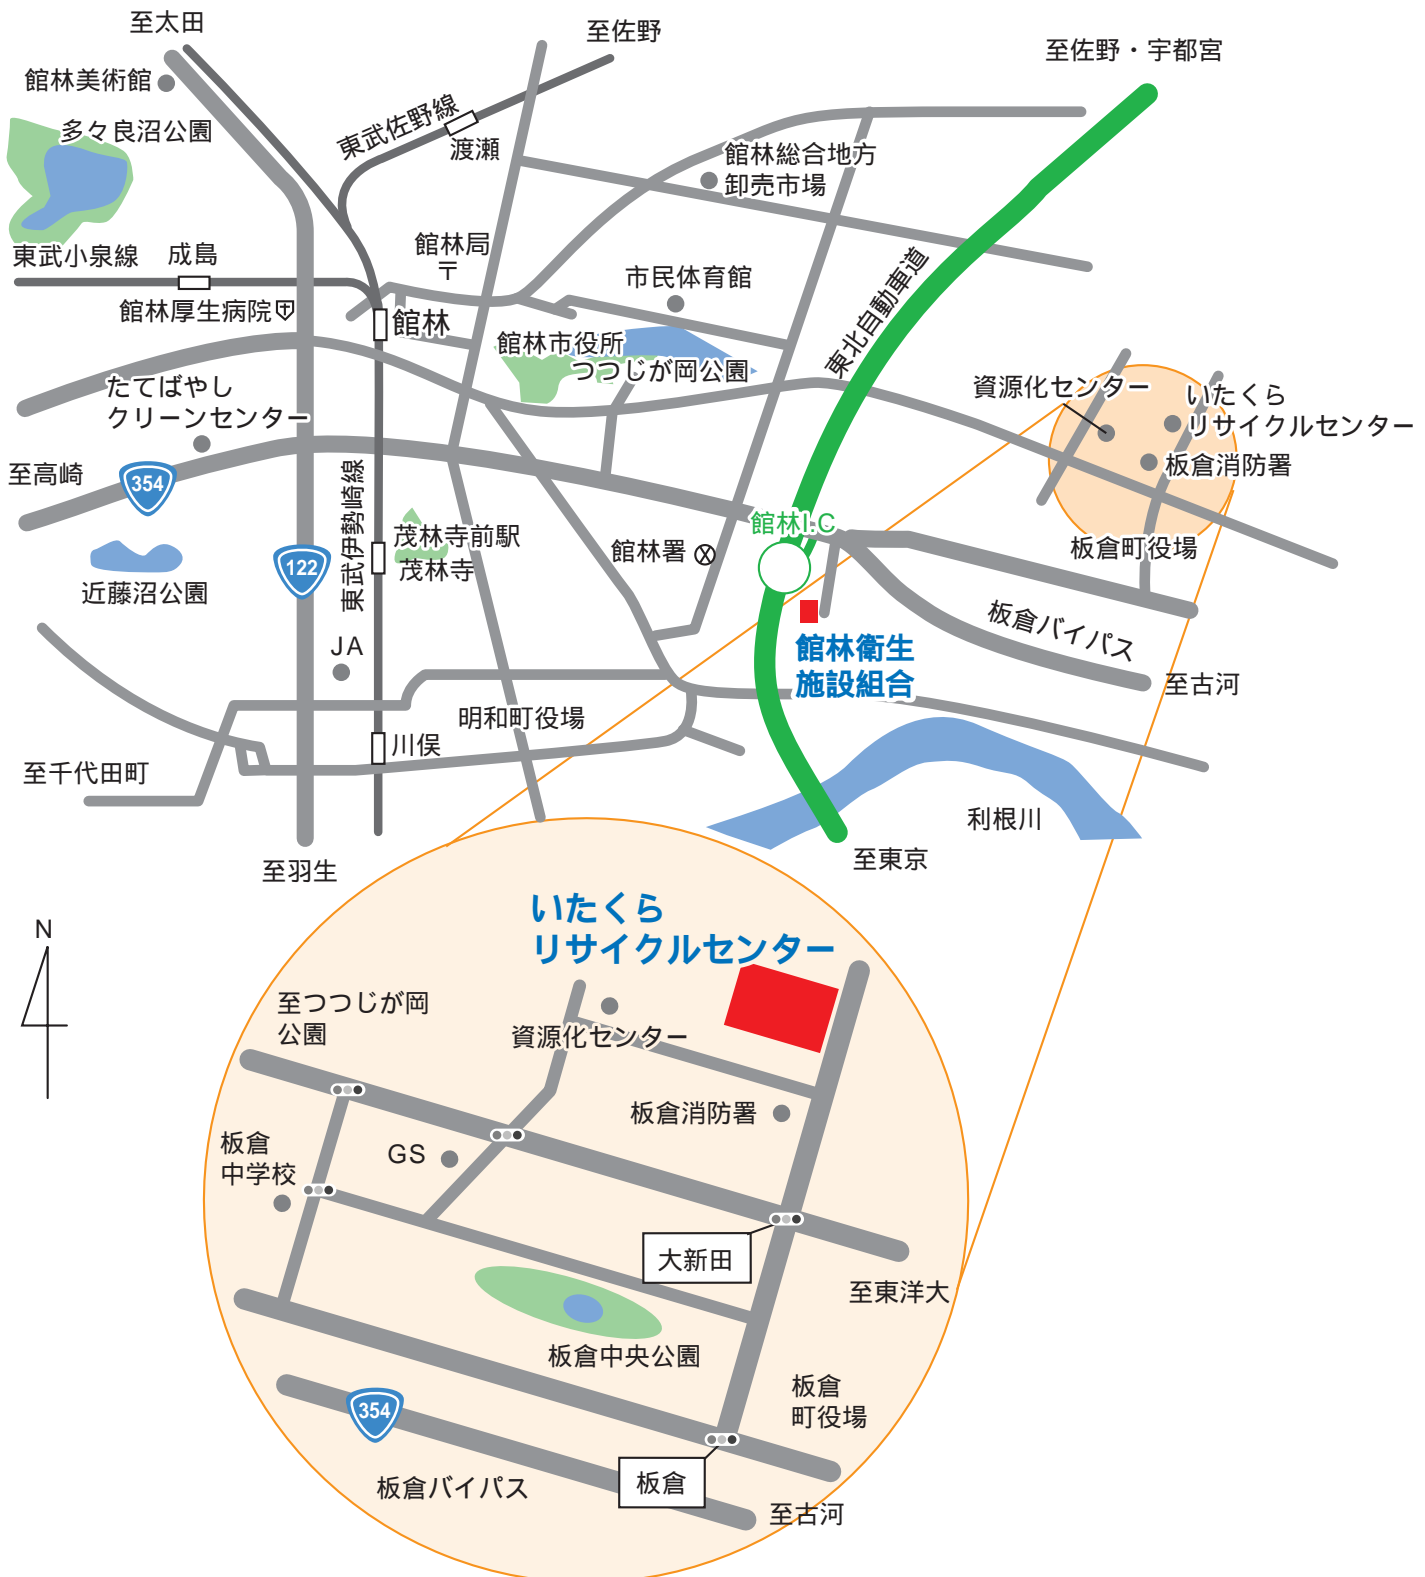 至太田
至佐野
至佐野・宇都宮
館林美術館
多々良沼公園
東武佐野線
渡瀬
館林総合地方
卸売市場
東武小泉線
成島
館林局
〒
市民体育館
東北自動車道
館林厚生病院
館林
館林市役所
つつじが岡公園
たてばやし
クリーンセンター
資源化センター
いたくら
リサイクルセンター
板倉消防署
至高崎
354
東武伊勢崎線
館林I.C
板倉町役場
茂林寺前駅
茂林寺
館林署
122
近藤沼公園
板倉バイパス
JA
館林衛生
施設組合
至古河
明和町役場
川俣
至千代田町
利根川
至東京
至羽生
N
いたくら
リサイクルセンター
至つつじが岡
公園
資源化センター
板倉消防署
板倉
中学校
GS
大新田
至東洋大
板倉中央公園
板倉
町役場
354
板倉バイパス
板倉
至古河